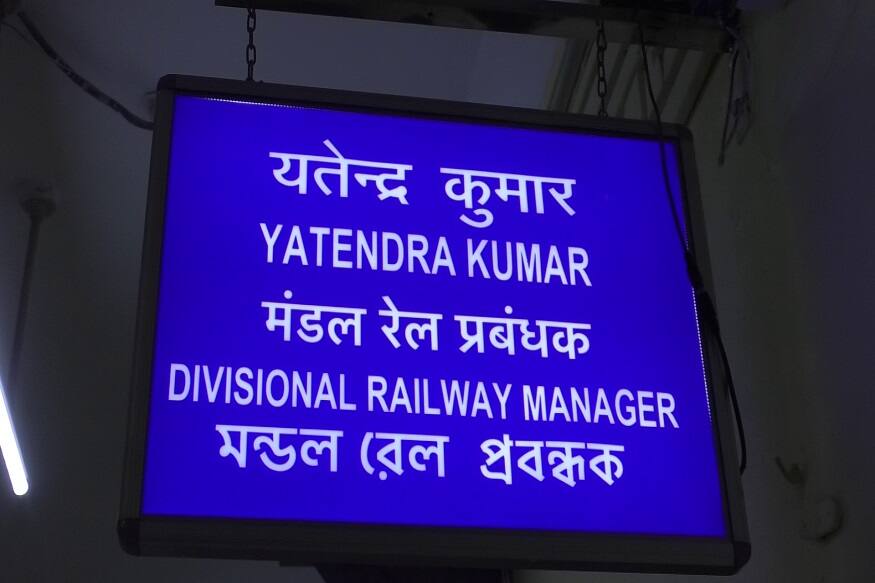 यतेन्द्र कुमार
YATENDRA KUMAR
मंडल रेल प्रबंधक
DIVISIONAL RAILWAY MANAGER
মন্ডল রেল প্রবন্ধক